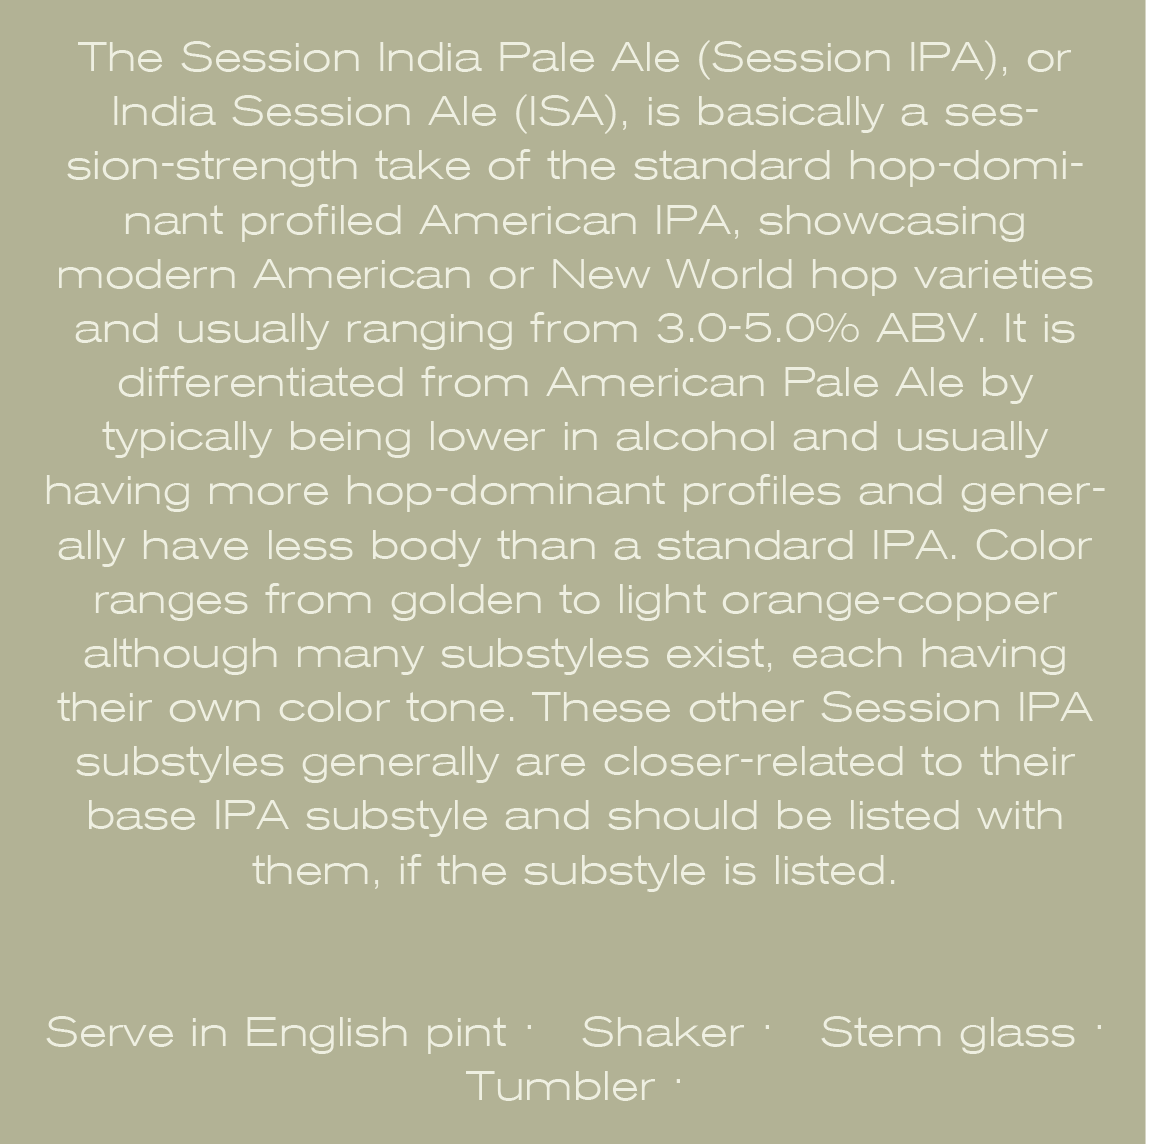 The Session India Pale Ale (Session IPA), or
India Session Ale (ISA), is basically a ses-
sion-strength take of the standard hop-domi-
nant profiled American IPA, showcasing
modern American or New World hop varieties
and usually ranging from 3.0-5.0% ABV. It is
differentiated from American Pale Ale by
typically being lower in alcohol and usually
having more hop-dominant profiles and gener-
ally have less body than a standard IPA. Color
ranges from golden to light orange-copper
although many substyles exist, each having
their own color tone. These other Session IPA
substyles generally are closer-related to their
base IPA substyle and should be listed with
them, if the substyle is listed.
Serve in English pint · Shaker · Stem glass ·
Tumbler ·